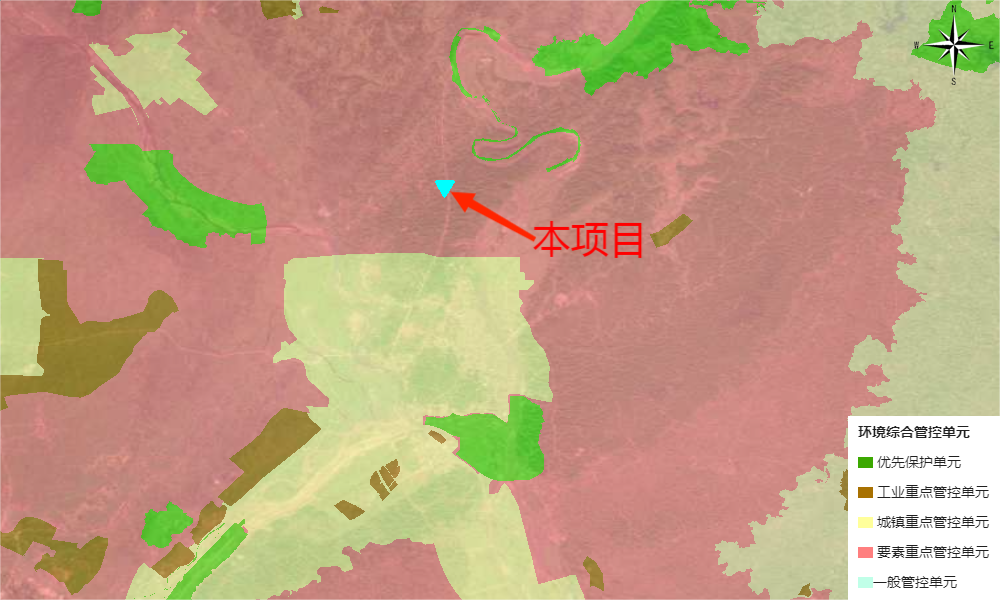 N
W E
S
本项目
环境综合管控单元
优先保护单元
工业重点管控单元
城镇重点管控单元
要素重点管控单元
一般管控单元